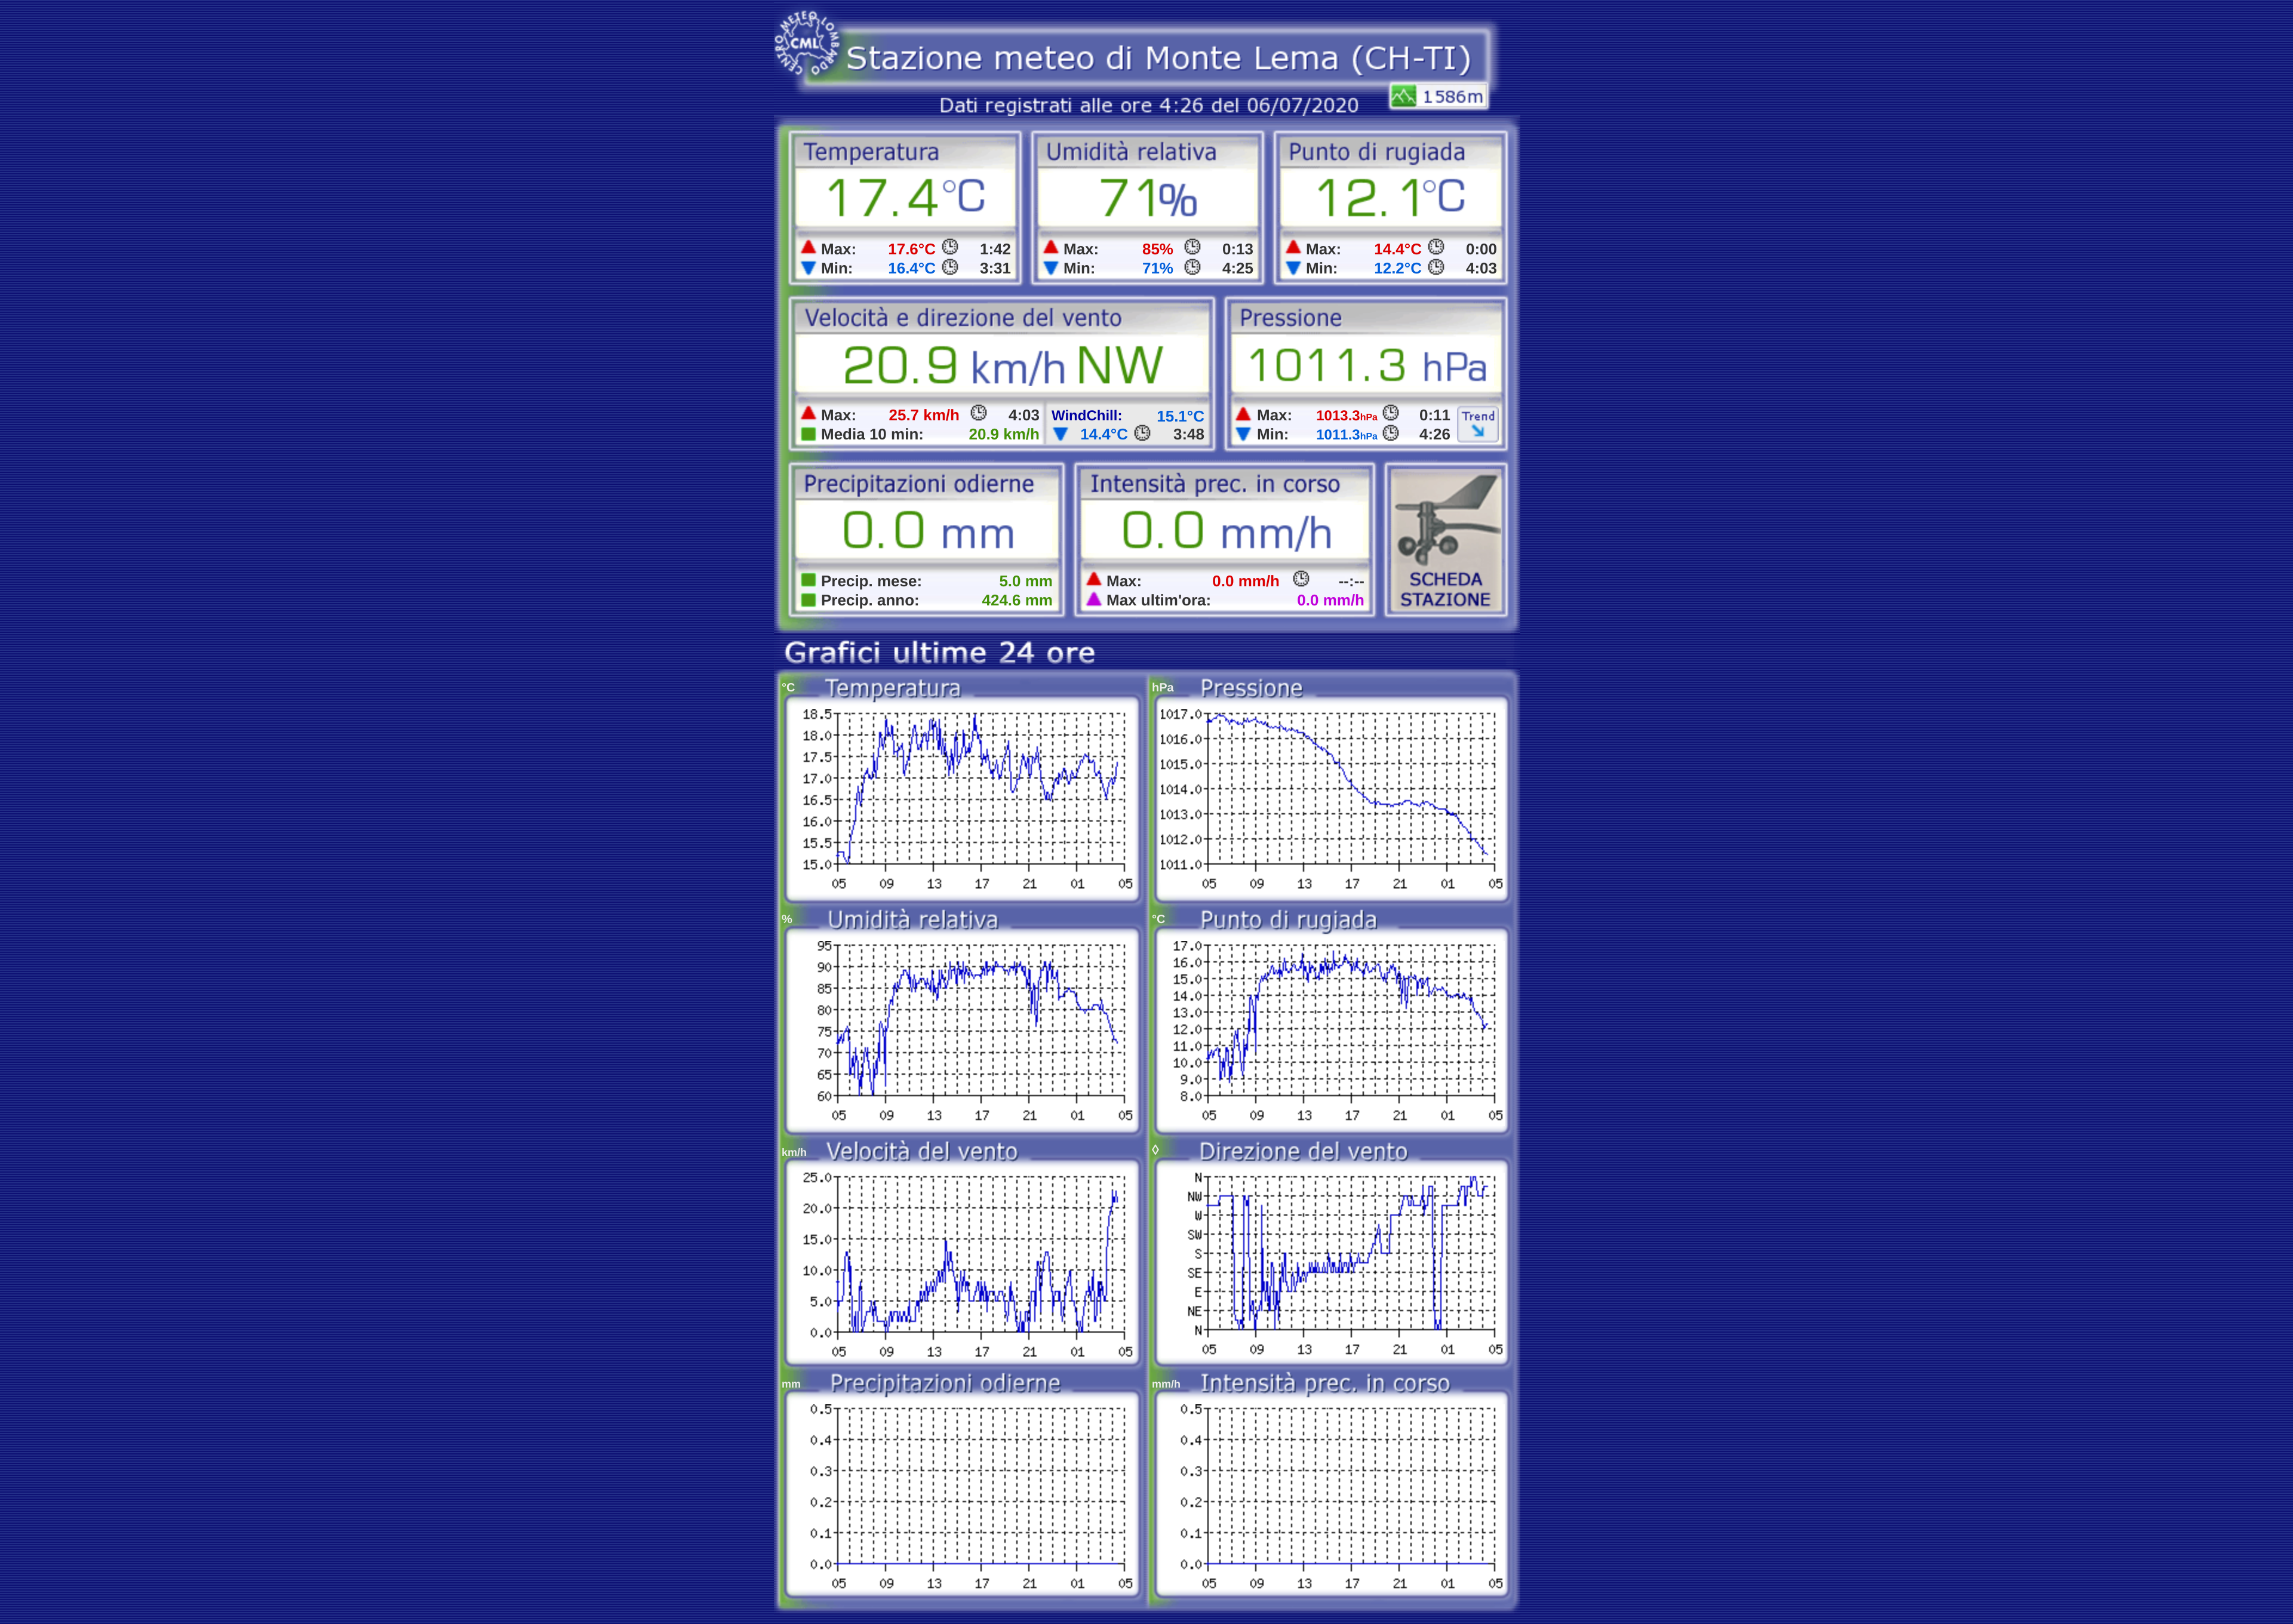 CENTRO METEO LOMBARDO
CML
Stazione meteo di Monte Lema (CH-TI)
1586m
Dati registrati alle ore 4:26 del 06/07/2020
Temperatura
17.4°C
Max: 17.6°C 1:42
Min: 16.4°C 3:31
Umidità relativa
71%
Max: 85% 0:13
Min: 71% 4:25
Punto di rugiada
12.1°C
Max: 14.4°C 0:00
Min: 12.2°C 4:03
Velocità e direzione del vento
20.9 km/h NW
Max: 25.7 km/h 4:03
Media 10 min: 20.9 km/h
WindChill: 15.1°C
14.4°C 3:48
Pressione
1011.3 hPa
Max: 1013.3hPa 0:11
Min: 1011.3hPa 4:26
Trend
Precipitazioni odierne
0.0 mm
Precip. mese: 5.0 mm
Precip. anno: 424.6 mm
Intensità prec. in corso
0.0 mm/h
Max: 0.0 mm/h --:--
Max ultim'ora: 0.0 mm/h
SCHEDA
STAZIONE
Grafici ultime 24 ore
°C Temperatura
18.5
18.0
17.5
17.0
16.5
16.0
15.5
15.0
05 09 13 17 21 01 05
hPa Pressione
1017.0
1016.0
1015.0
1014.0
1013.0
1012.0
1011.0
05 09 13 17 21 01 05
% Umidità relativa
95
90
85
80
75
70
65
60
05 09 13 17 21 01 05
°C Punto di rugiada
17.0
16.0
15.0
14.0
13.0
12.0
11.0
10.0
9.0
8.0
05 09 13 17 21 01 05
km/h Velocità del vento
25.0
20.0
15.0
10.0
5.0
0.0
05 09 13 17 21 01 05
◊ Direzione del vento
N
NW
W
SW
S
SE
E
NE
N
05 09 13 17 21 01 05
mm Precipitazioni odierne
0.5
0.4
0.3
0.2
0.1
0.0
05 09 13 17 21 01 05
mm/h Intensità prec. in corso
0.5
0.4
0.3
0.2
0.1
0.0
05 09 13 17 21 01 05